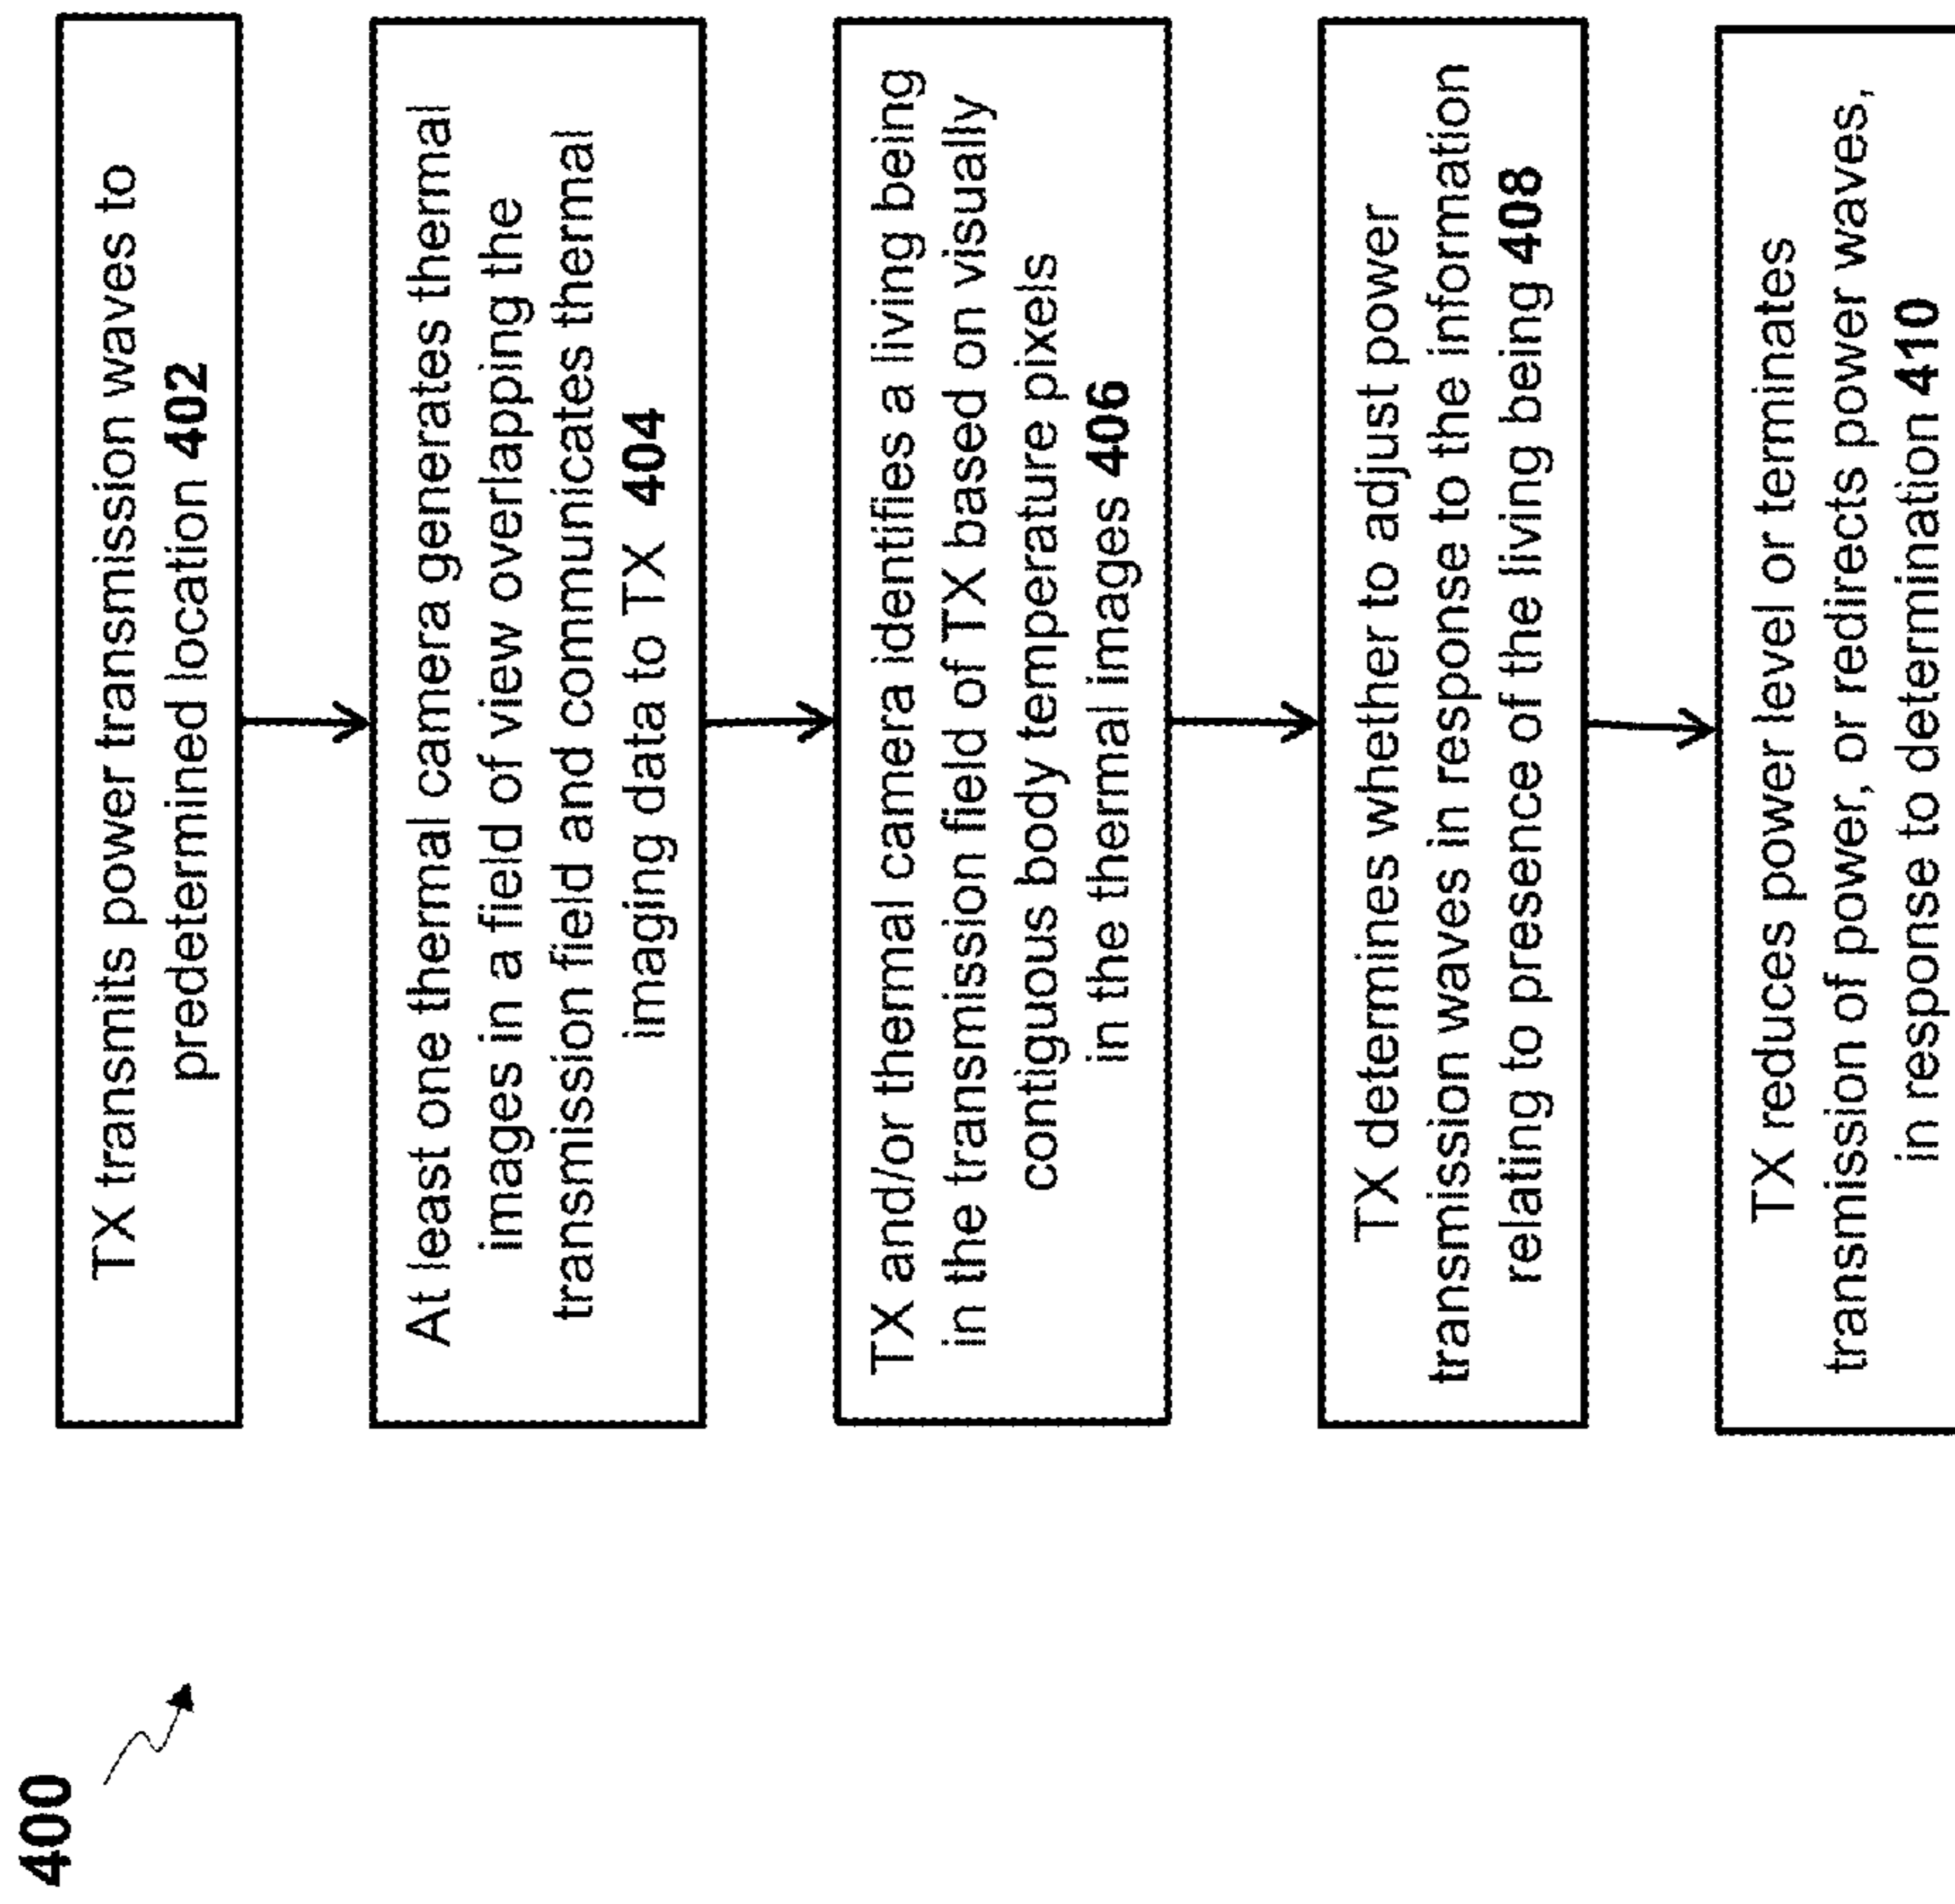 400
TX transmits power transmission waves to
predetermined location 402
At least one thermal camera generates thermal
images in a field of view overlapping the
transmission field and communicates thermal
imaging data to TX 404
TX and/or thermal camera identifies a living being
in the transmission field of TX based on visually
contiguous body temperature pixels
in the thermal images 406
TX determines whether to adjust power
transmission waves in response to the information
relating to presence of the living being 408
TX reduces power level or terminates
transmission of power, or redirects power waves,
in response to determination 410